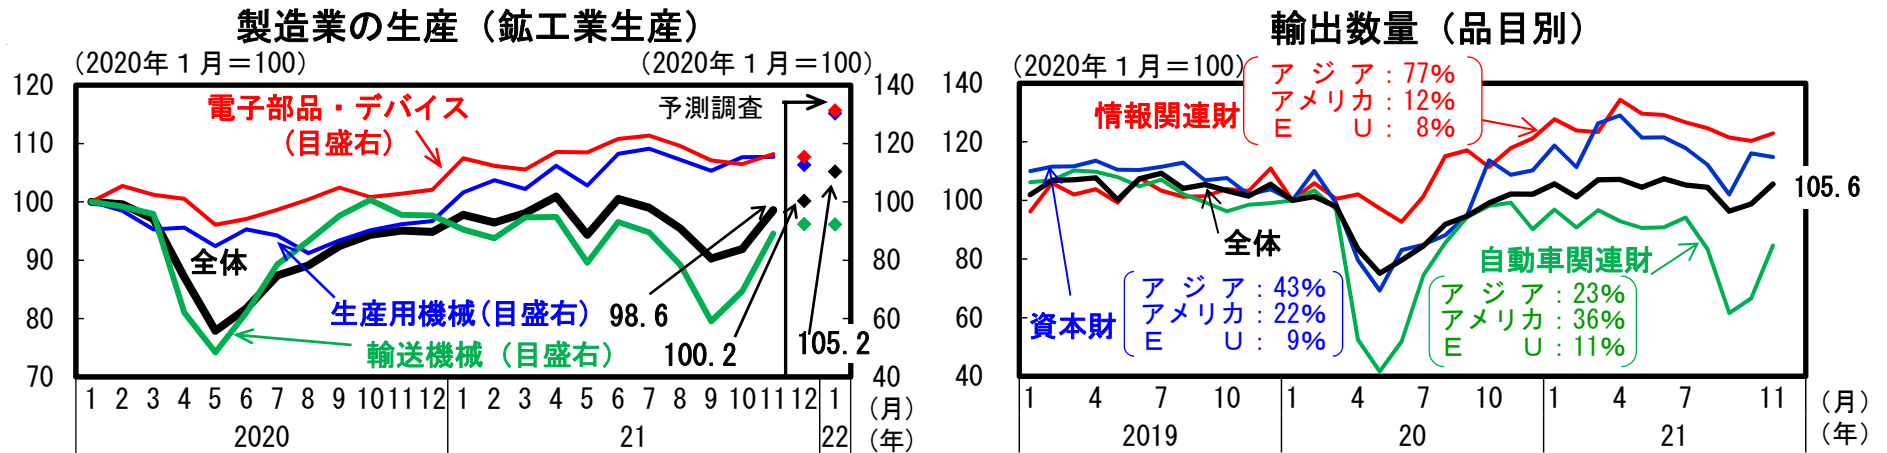 製造業の生産（鉱工業生産）
（2020年１月＝100）
（2020年１月＝100）
120
110
100
90
80
70
140
120
100
80
60
40
電子部品・デバイス
（目盛右）
予測調査
全体
生産用機械（目盛右）
輸送機械（目盛右）
98.6
100.2
105.2
1 2 3 4 5 6 7 8 9 10 11 12 1 2 3 4 5 6 7 8 9 10 11 12 1
（月）
2020 21 22
（年）
輸出数量（品目別）
（2020年１月＝100）
140
120
100
80
60
40
情報関連財
アジア：77%
アメリカ：12%
ＥＵ：8%
全体
105.6
自動車関連財
アジア：23%
アメリカ：36%
ＥＵ：11%
資本財
アジア：43%
アメリカ：22%
ＥＵ：9%
1 4 7 10 1 4 7 10 1 4 7 11
（月）
2019 20 21
（年）